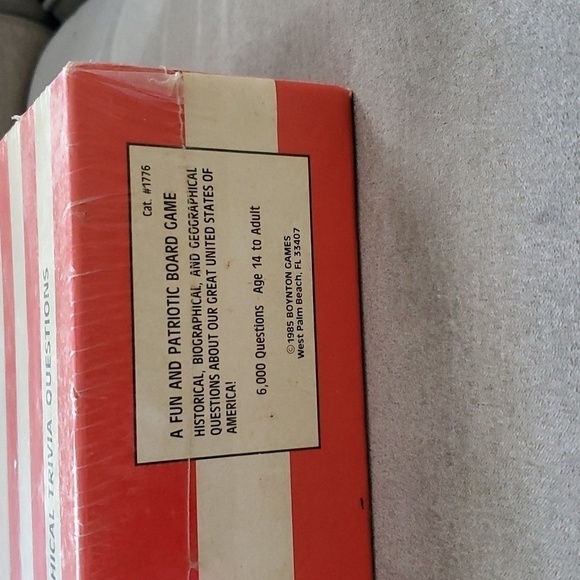 Cat. #1776
A FUN AND PATRIOTIC BOARD GAME
HISTORICAL, BIOGRAPHICAL, AND GEOGRAPHICAL
QUESTIONS ABOUT OUR GREAT UNITED STATES OF
AMERICA!
6,000 Questions Age 14 to Adult
©1985 BOYNTON GAMES
West Palm Beach, FL 33407
TRIVIA QUESTIONS